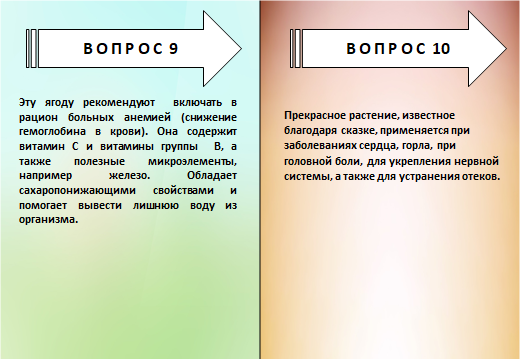 ВОПРОС 9
Эту ягоду рекомендуют включать в
рацион больных анемией (снижение
гемоглобина в крови). Она содержит
витамин С и витамины группы В, а
также полезные микроэлементы,
например железо. Обладает
сахаропонижающими свойствами и
помогает вывести лишнюю воду из
организма.
ВОПРОС 10
Прекрасное растение, известное
благодаря сказке, применяется при
заболеваниях сердца, горла, при
головной боли, для укрепления нервной
системы, а также для устранения отеков.